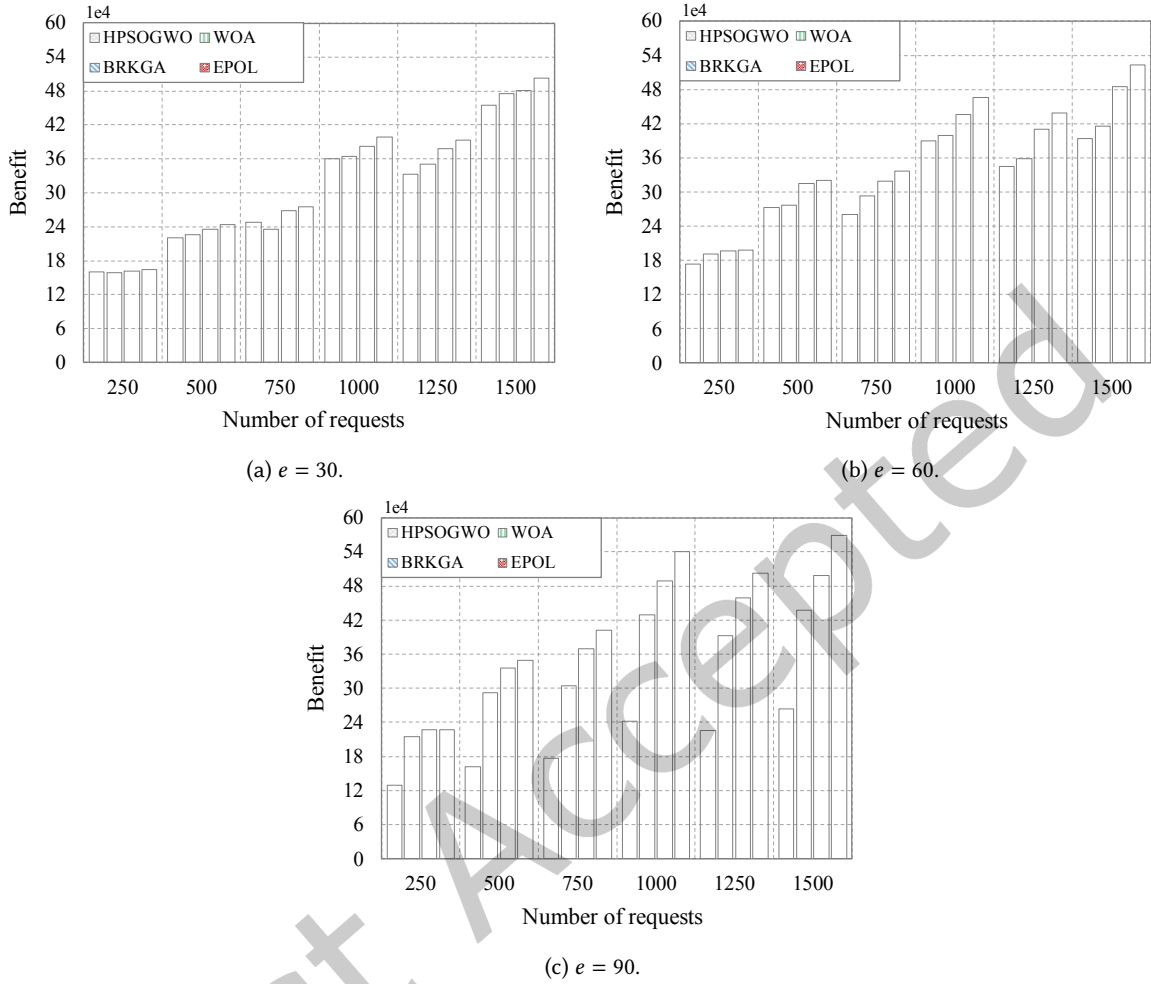 1e4
60
54
48
42
36
30
24
18
12
6
0
Benefit
HPSOGWO WOA
BRKGA EPOL
250 500 750 1000 1250 1500
Number of requests
(a) e = 30.
1e4
60
54
48
42
36
30
24
18
12
6
0
Benefit
HPSOGWO WOA
BRKGA EPOL
250 500 750 1000 1250 1500
Number of requests
(b) e = 60.
1e4
60
54
48
42
36
30
24
18
12
6
0
Benefit
HPSOGWO WOA
BRKGA EPOL
250 500 750 1000 1250 1500
Number of requests
(c) e = 90.
Accepted